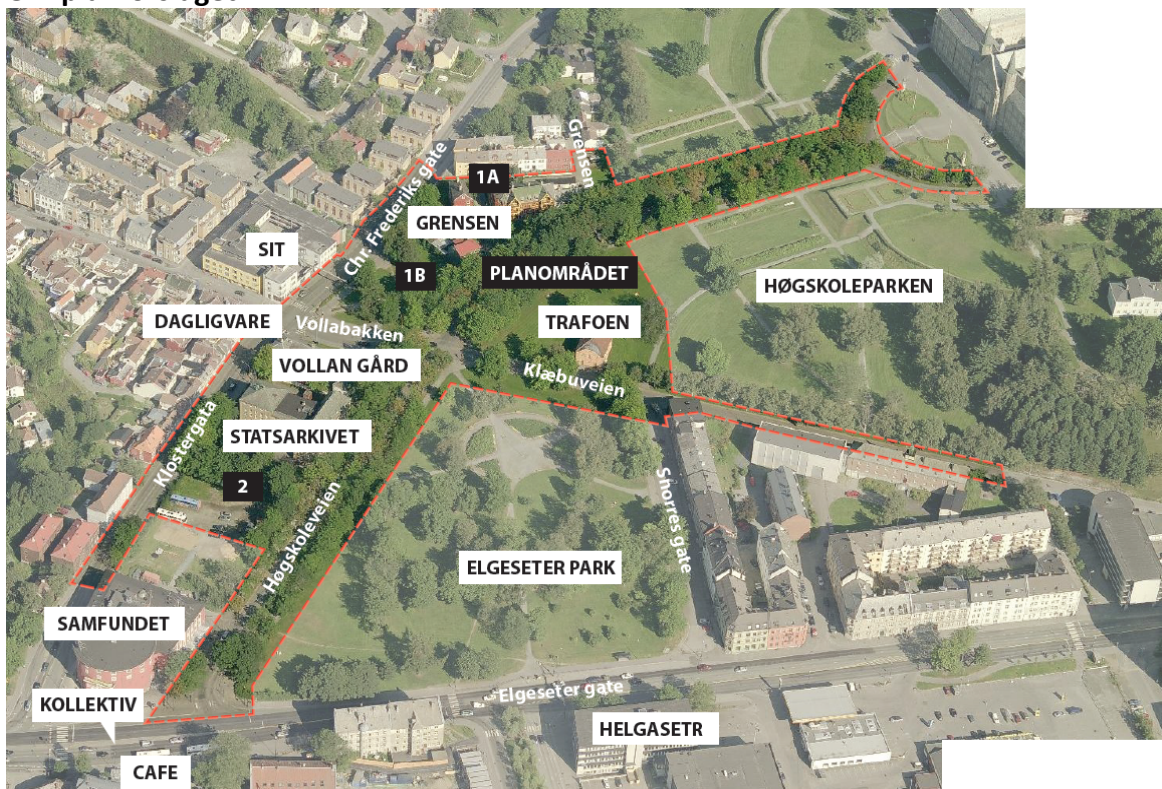 Grensen
1A
Chr. Frederiks gate
GRENSEN
SIT
1B
PLANOMRÅDET
HØGSKOLEPARKEN
DAGLIGVARE
Vollabakken
TRAFOEN
VOLLAN GÅRD
Klæbuveien
Klostergata
STATSARKIVET
2
Høgskoleveien
Snorres gate
ELGESETER PARK
SAMFUNDET
KOLLEKTIV
Elgeseter gate
HELGASETR
CAFE